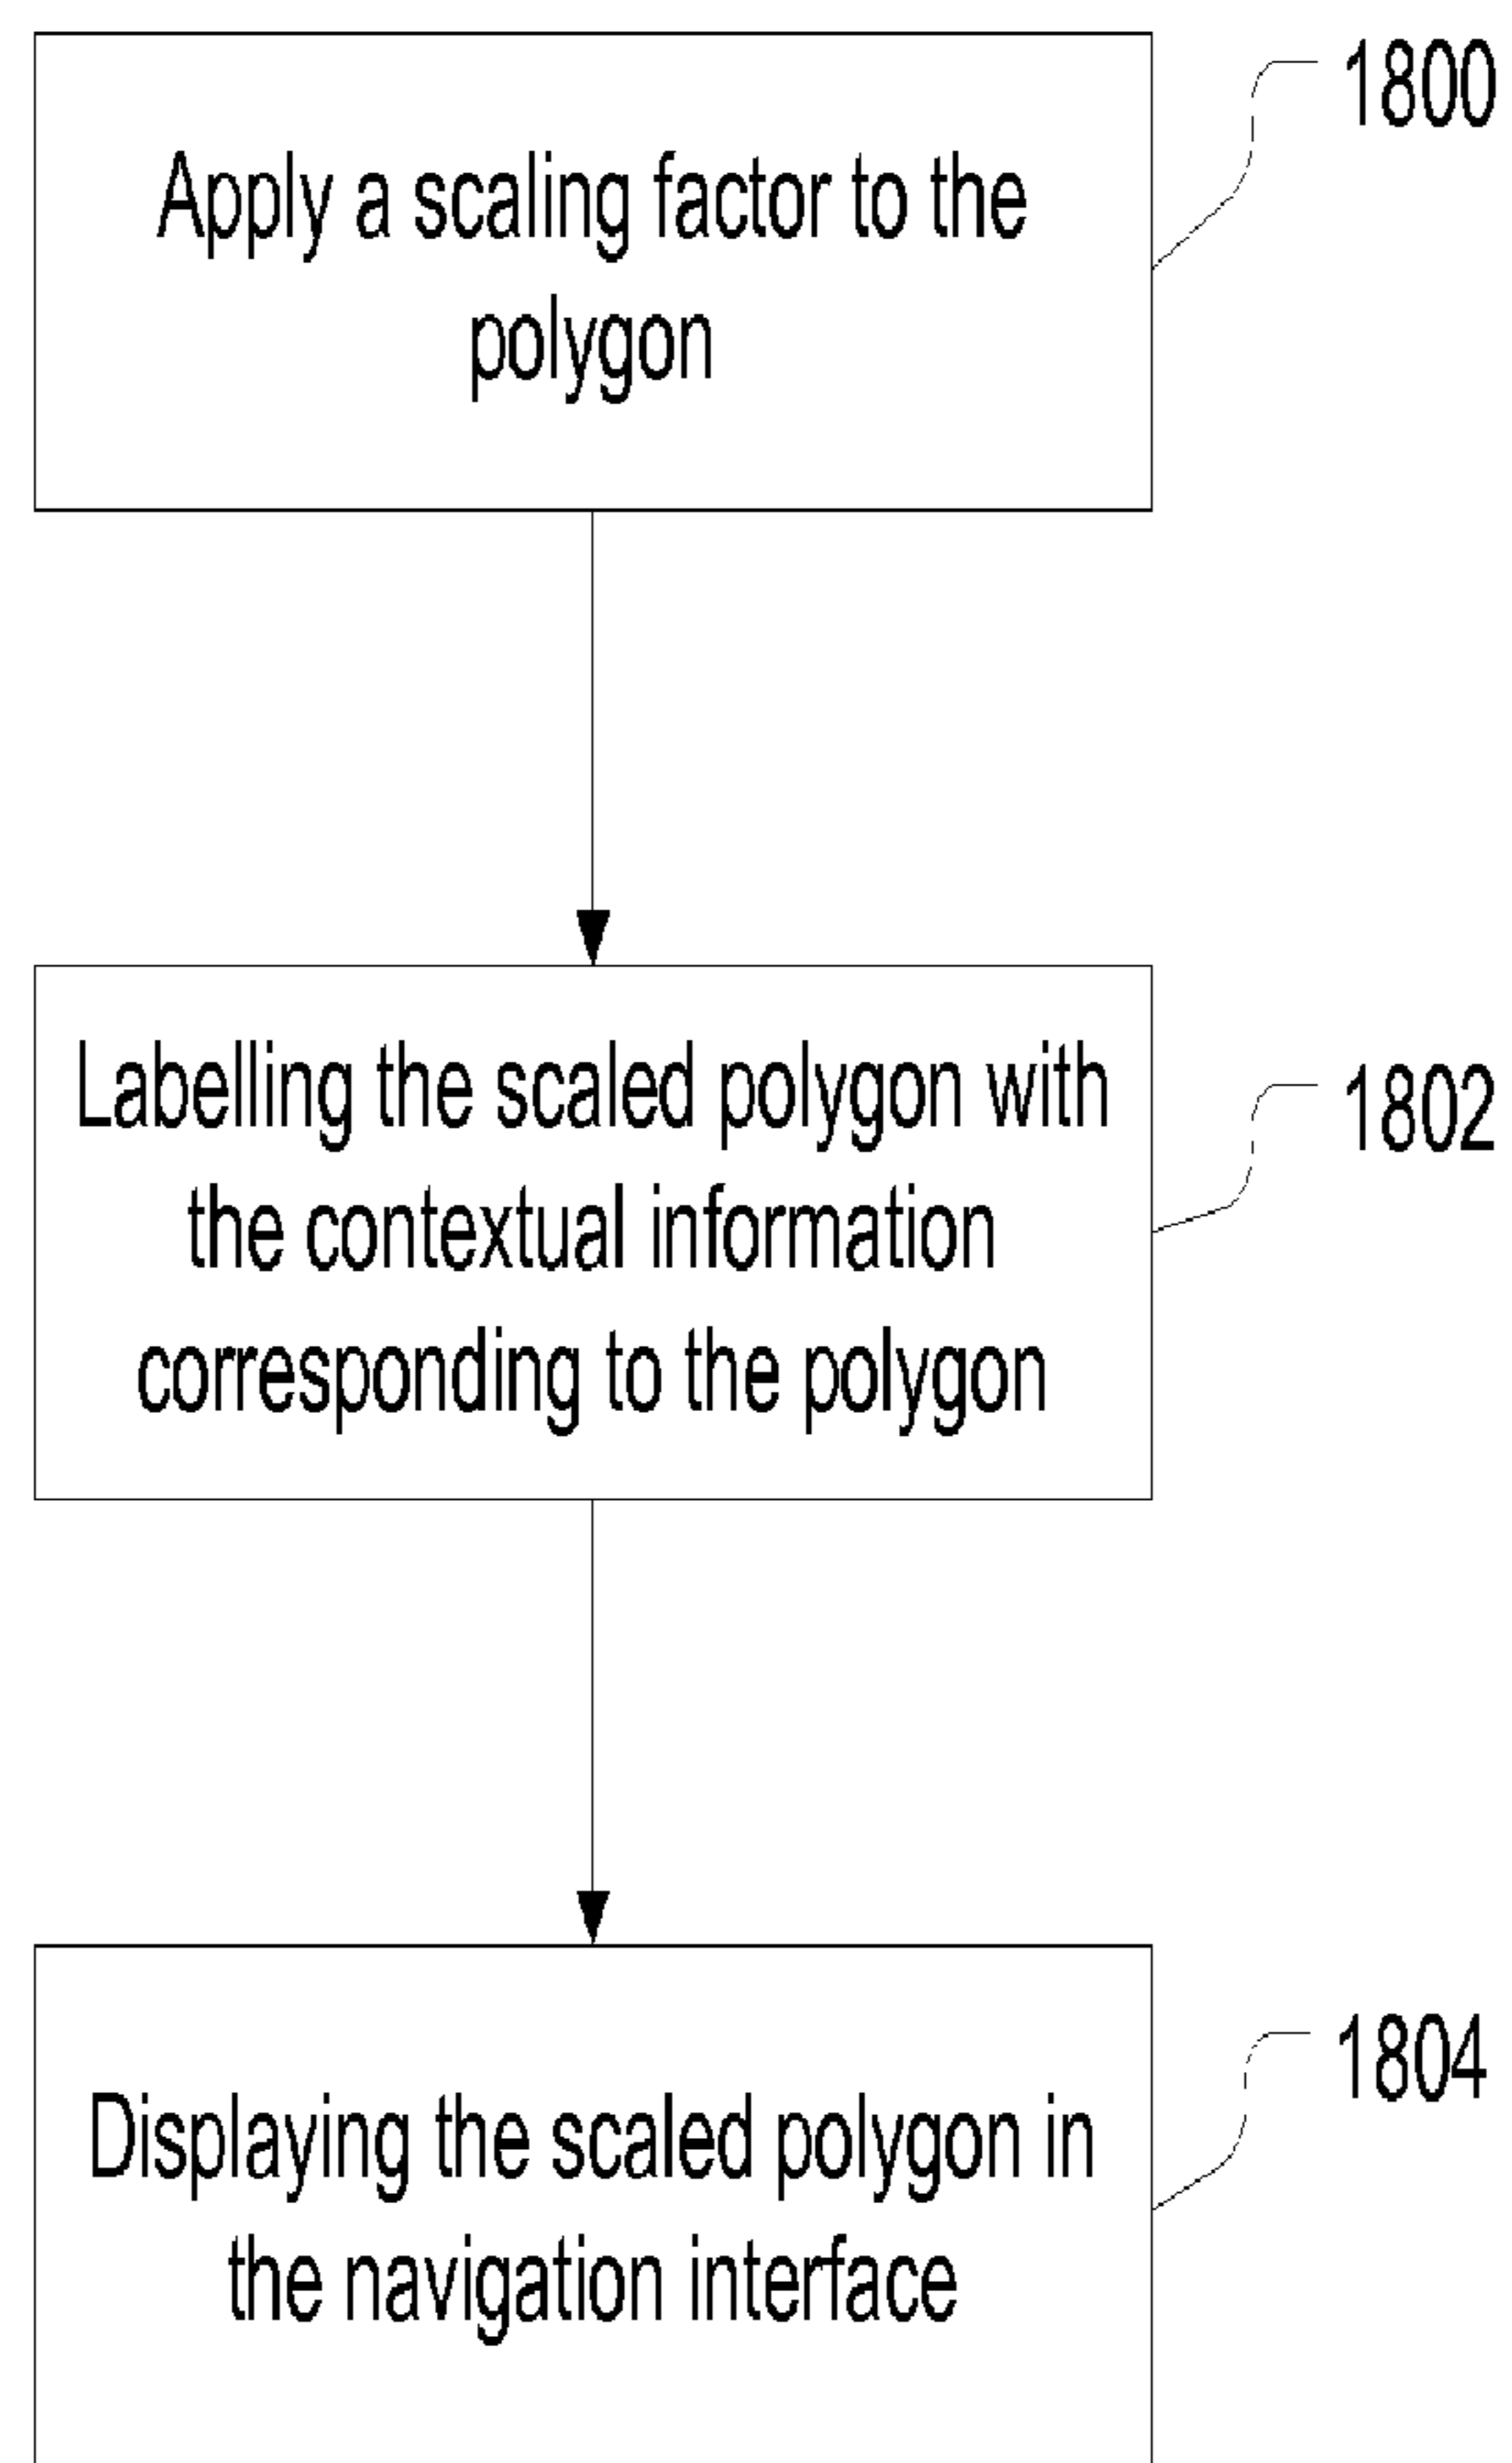 Apply a scaling factor to the
polygon
1800
Labelling the scaled polygon with
the contextual information
corresponding to the polygon
1802
Displaying the scaled polygon in
the navigation interface
1804